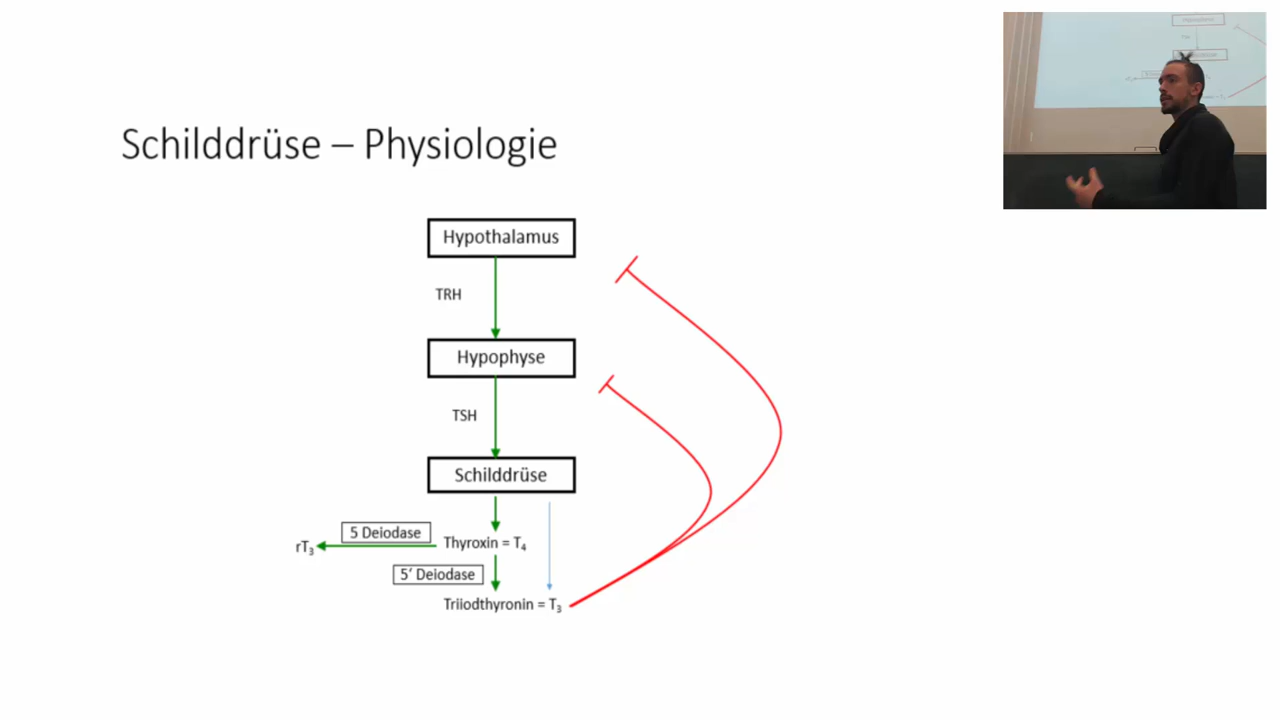 Schilddrüse – Physiologie
Hypothalamus
TRH
Hypophyse
TSH
Schilddrüse
5 Deiodase
rT₃
Thyroxin = T₄
5′ Deiodase
Triiodthyronin = T₃